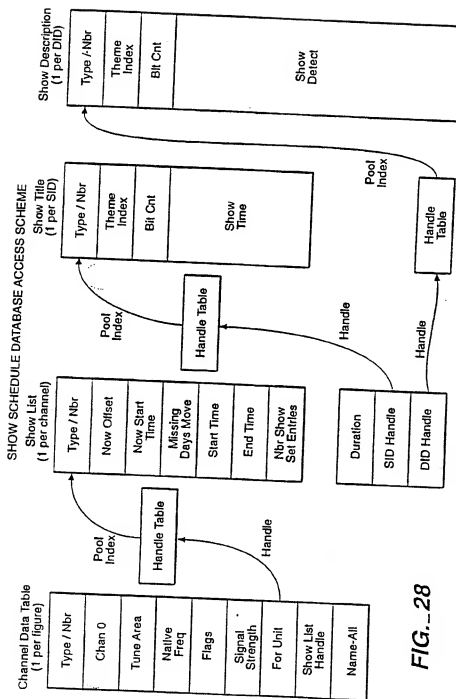 SHOW SCHEDULE DATABASE ACCESS SCHEME
Channel Data Table
(1 per figure)
Type / Nbr
Chan 0
Tune Area
Native
Freq
Flags
Signal
Strength
For Unit
Show List
Handle
Name-All
Handle
Handle Table
Pool
Index
Show List
(1 per channel)
Type / Nbr
Now Offset
Now Start
Time
Missing
Days Move
Start Time
End Time
Nbr Show
Set Entries
Duration
SID Handle
DID Handle
Handle
Handle Table
Pool
Index
Show Title
(1 per SID)
Type / Nbr
Theme
Index
Bit Cnt
Show
Time
Handle
Handle
Table
Pool
Index
Show Description
(1 per DID)
Type /-Nbr
Theme
Index
Blt Cnt
Show
Detect
FIG._28